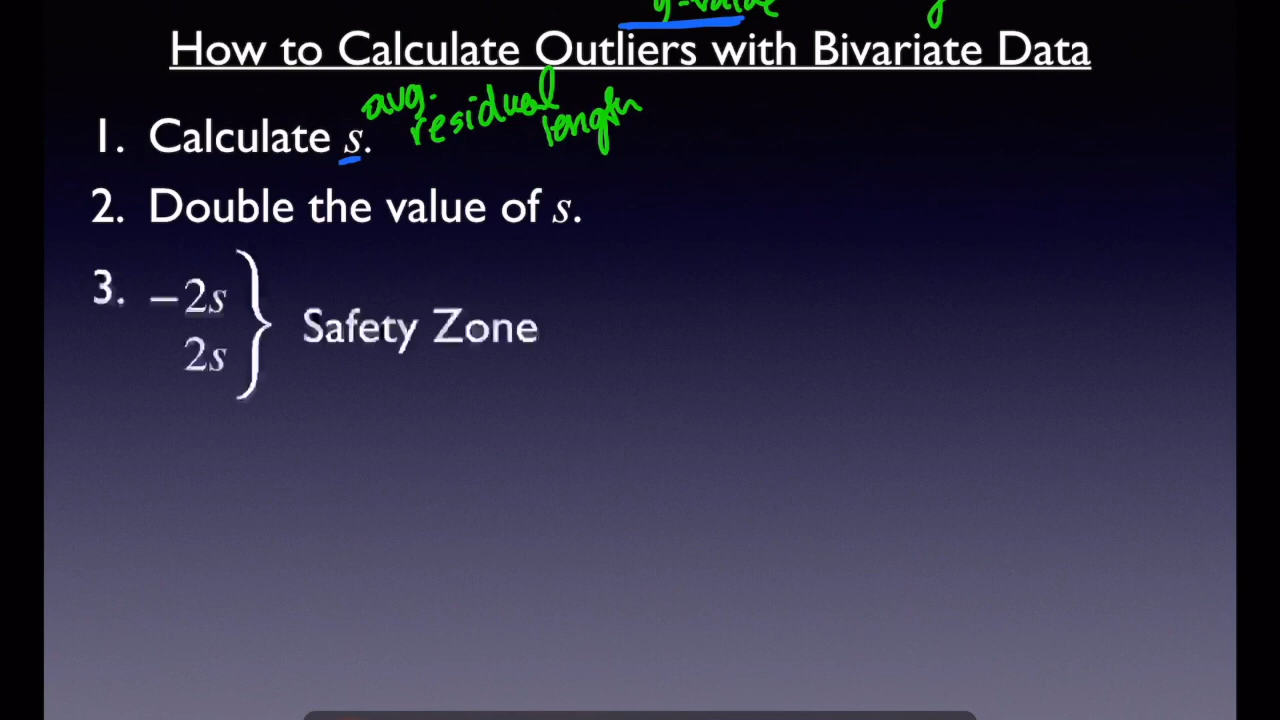 y-value
How to Calculate Outliers with Bivariate Data
1. Calculate s. avg. residual length
2. Double the value of s.
3. −2s
2s
Safety Zone